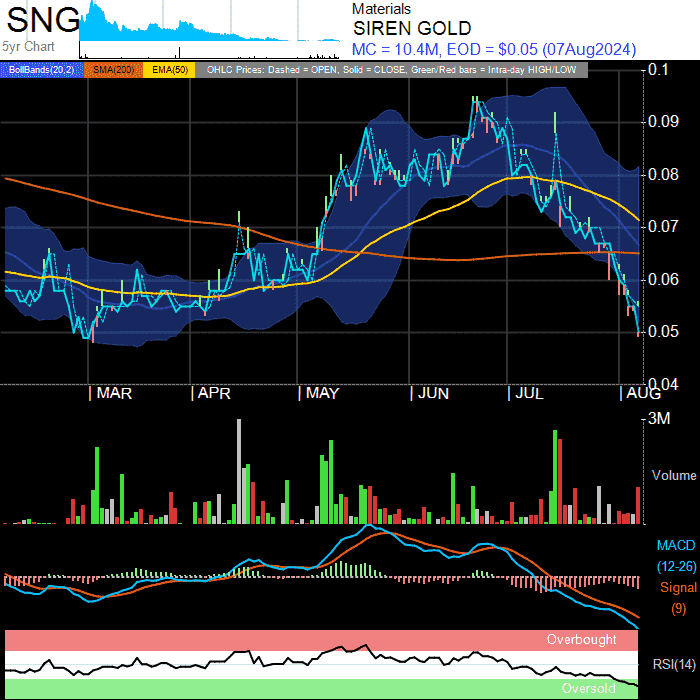 SNG
5yr Chart
Materials
SIREN GOLD
MC = 10.4M, EOD = $0.05 (07Aug2024)
BollBands(20,2) SMA(200) EMA(50) OHLC Prices: Dashed = OPEN, Solid = CLOSE, Green/Red bars = Intra-day HIGH/LOW
0.1
0.09
0.08
0.07
0.06
0.05
0.04
MAR APR MAY JUN JUL AUG
3M
Volume
MACD
(12-26)
Signal
(9)
Overbought
RSI(14)
Oversold